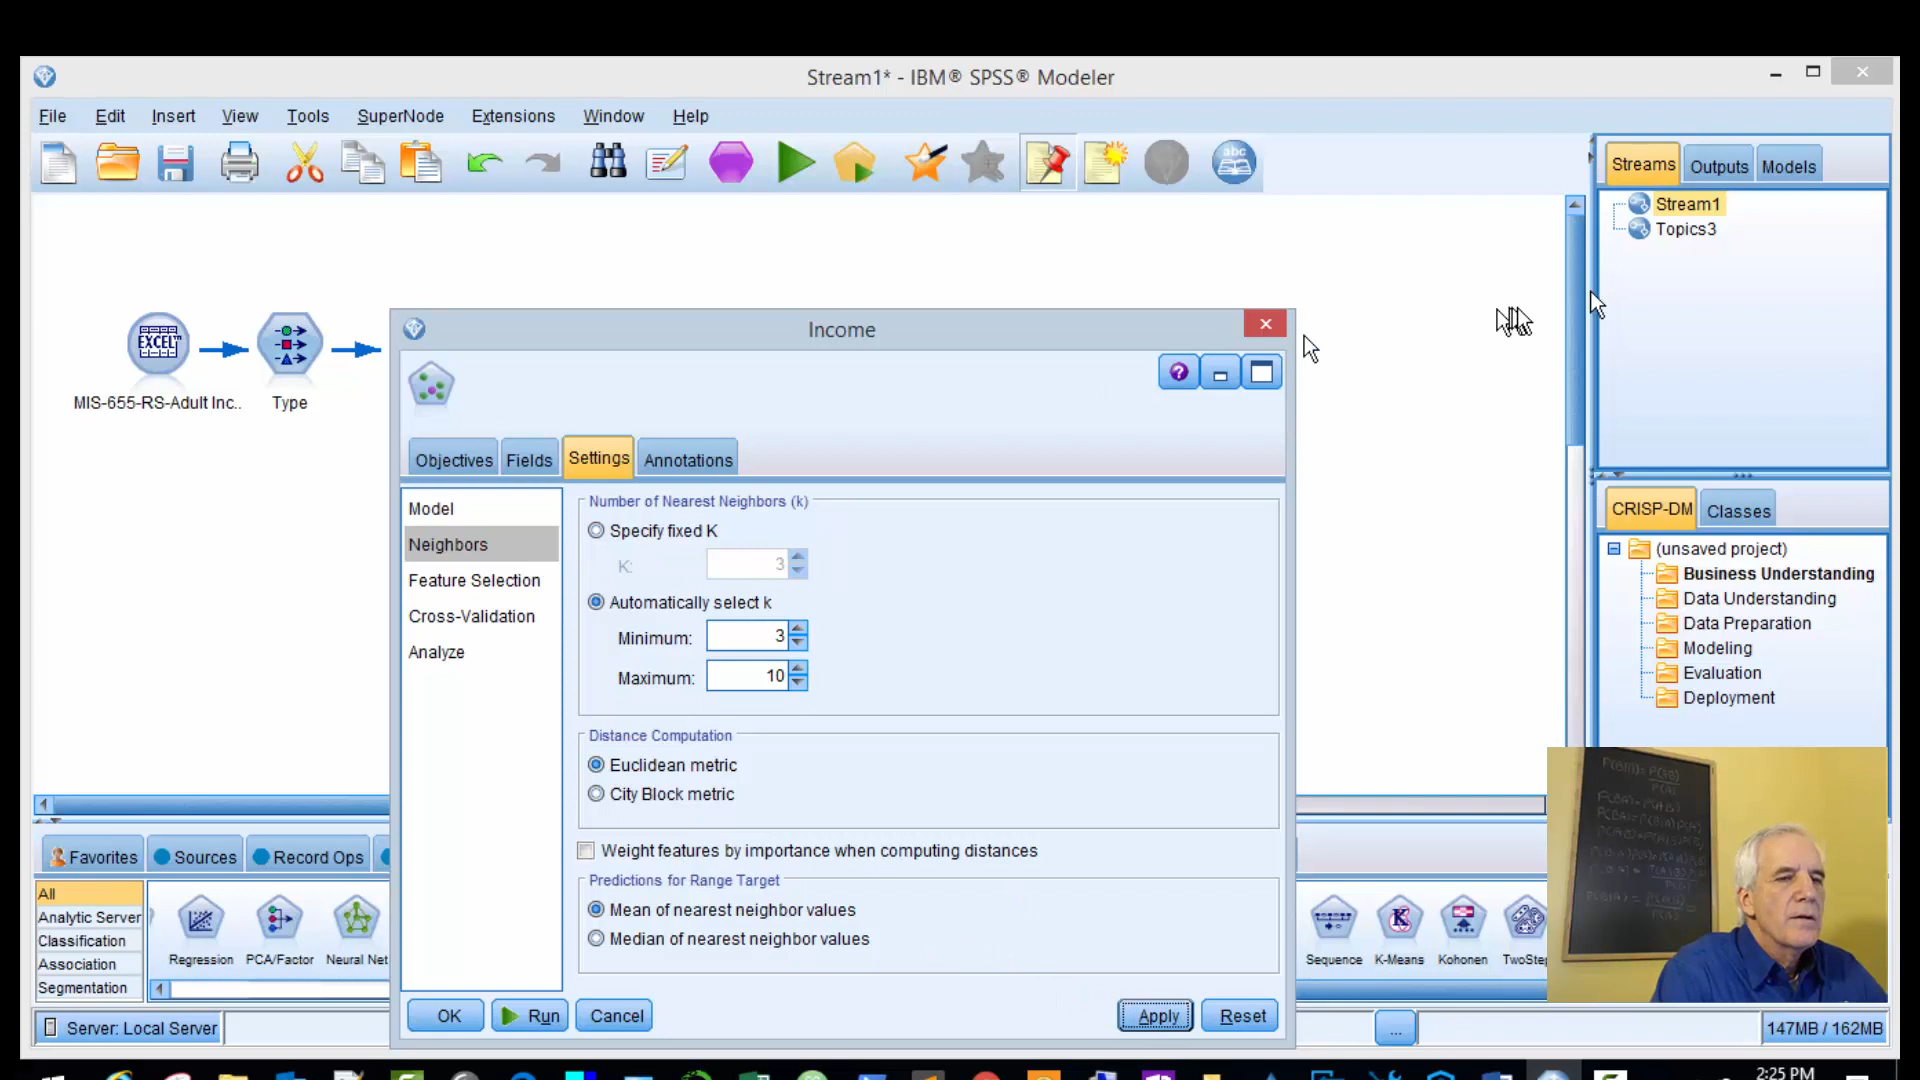 Stream1* - IBM® SPSS® Modeler
File Edit Insert View Tools SuperNode Extensions Window Help
abc
Streams Outputs Models
Stream1
Topics3
EXCEL™
MIS-655-RS-Adult Inc..
Type
Income
?
Objectives Fields Settings Annotations
Model
Neighbors
Feature Selection
Cross-Validation
Analyze
Number of Nearest Neighbors (k)
Specify fixed K
K: 3
Automatically select k
Minimum: 3
Maximum: 10
Distance Computation
Euclidean metric
City Block metric
Weight features by importance when computing distances
Predictions for Range Target
Mean of nearest neighbor values
Median of nearest neighbor values
OK Run Cancel Apply Reset
CRISP-DM Classes
(unsaved project)
Business Understanding
Data Understanding
Data Preparation
Modeling
Evaluation
Deployment
Favorites Sources Record Ops
All
Analytic Server
Classification
Association
Segmentation
Regression PCA/Factor Neural Net
Sequence K-Means Kohonen TwoStep
Server: Local Server
...
147MB / 162MB
2:25 PM